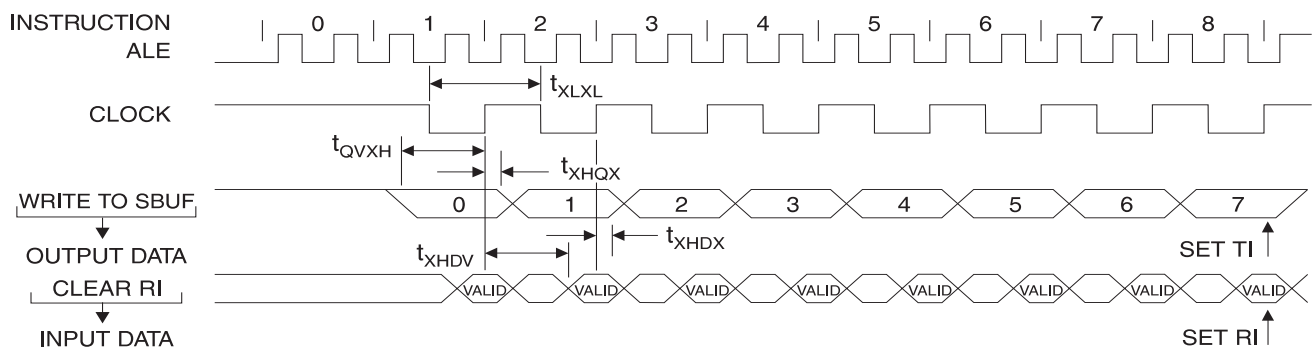 INSTRUCTION 0 1 2 3 4 5 6 7 8
ALE
tXLXL
CLOCK
tQVXH
tXHQX
WRITE TO SBUF 0 1 2 3 4 5 6 7
tXHDX
OUTPUT DATA tXHDV SET TI
CLEAR RI VALID VALID VALID VALID VALID VALID VALID VALID
INPUT DATA SET RI